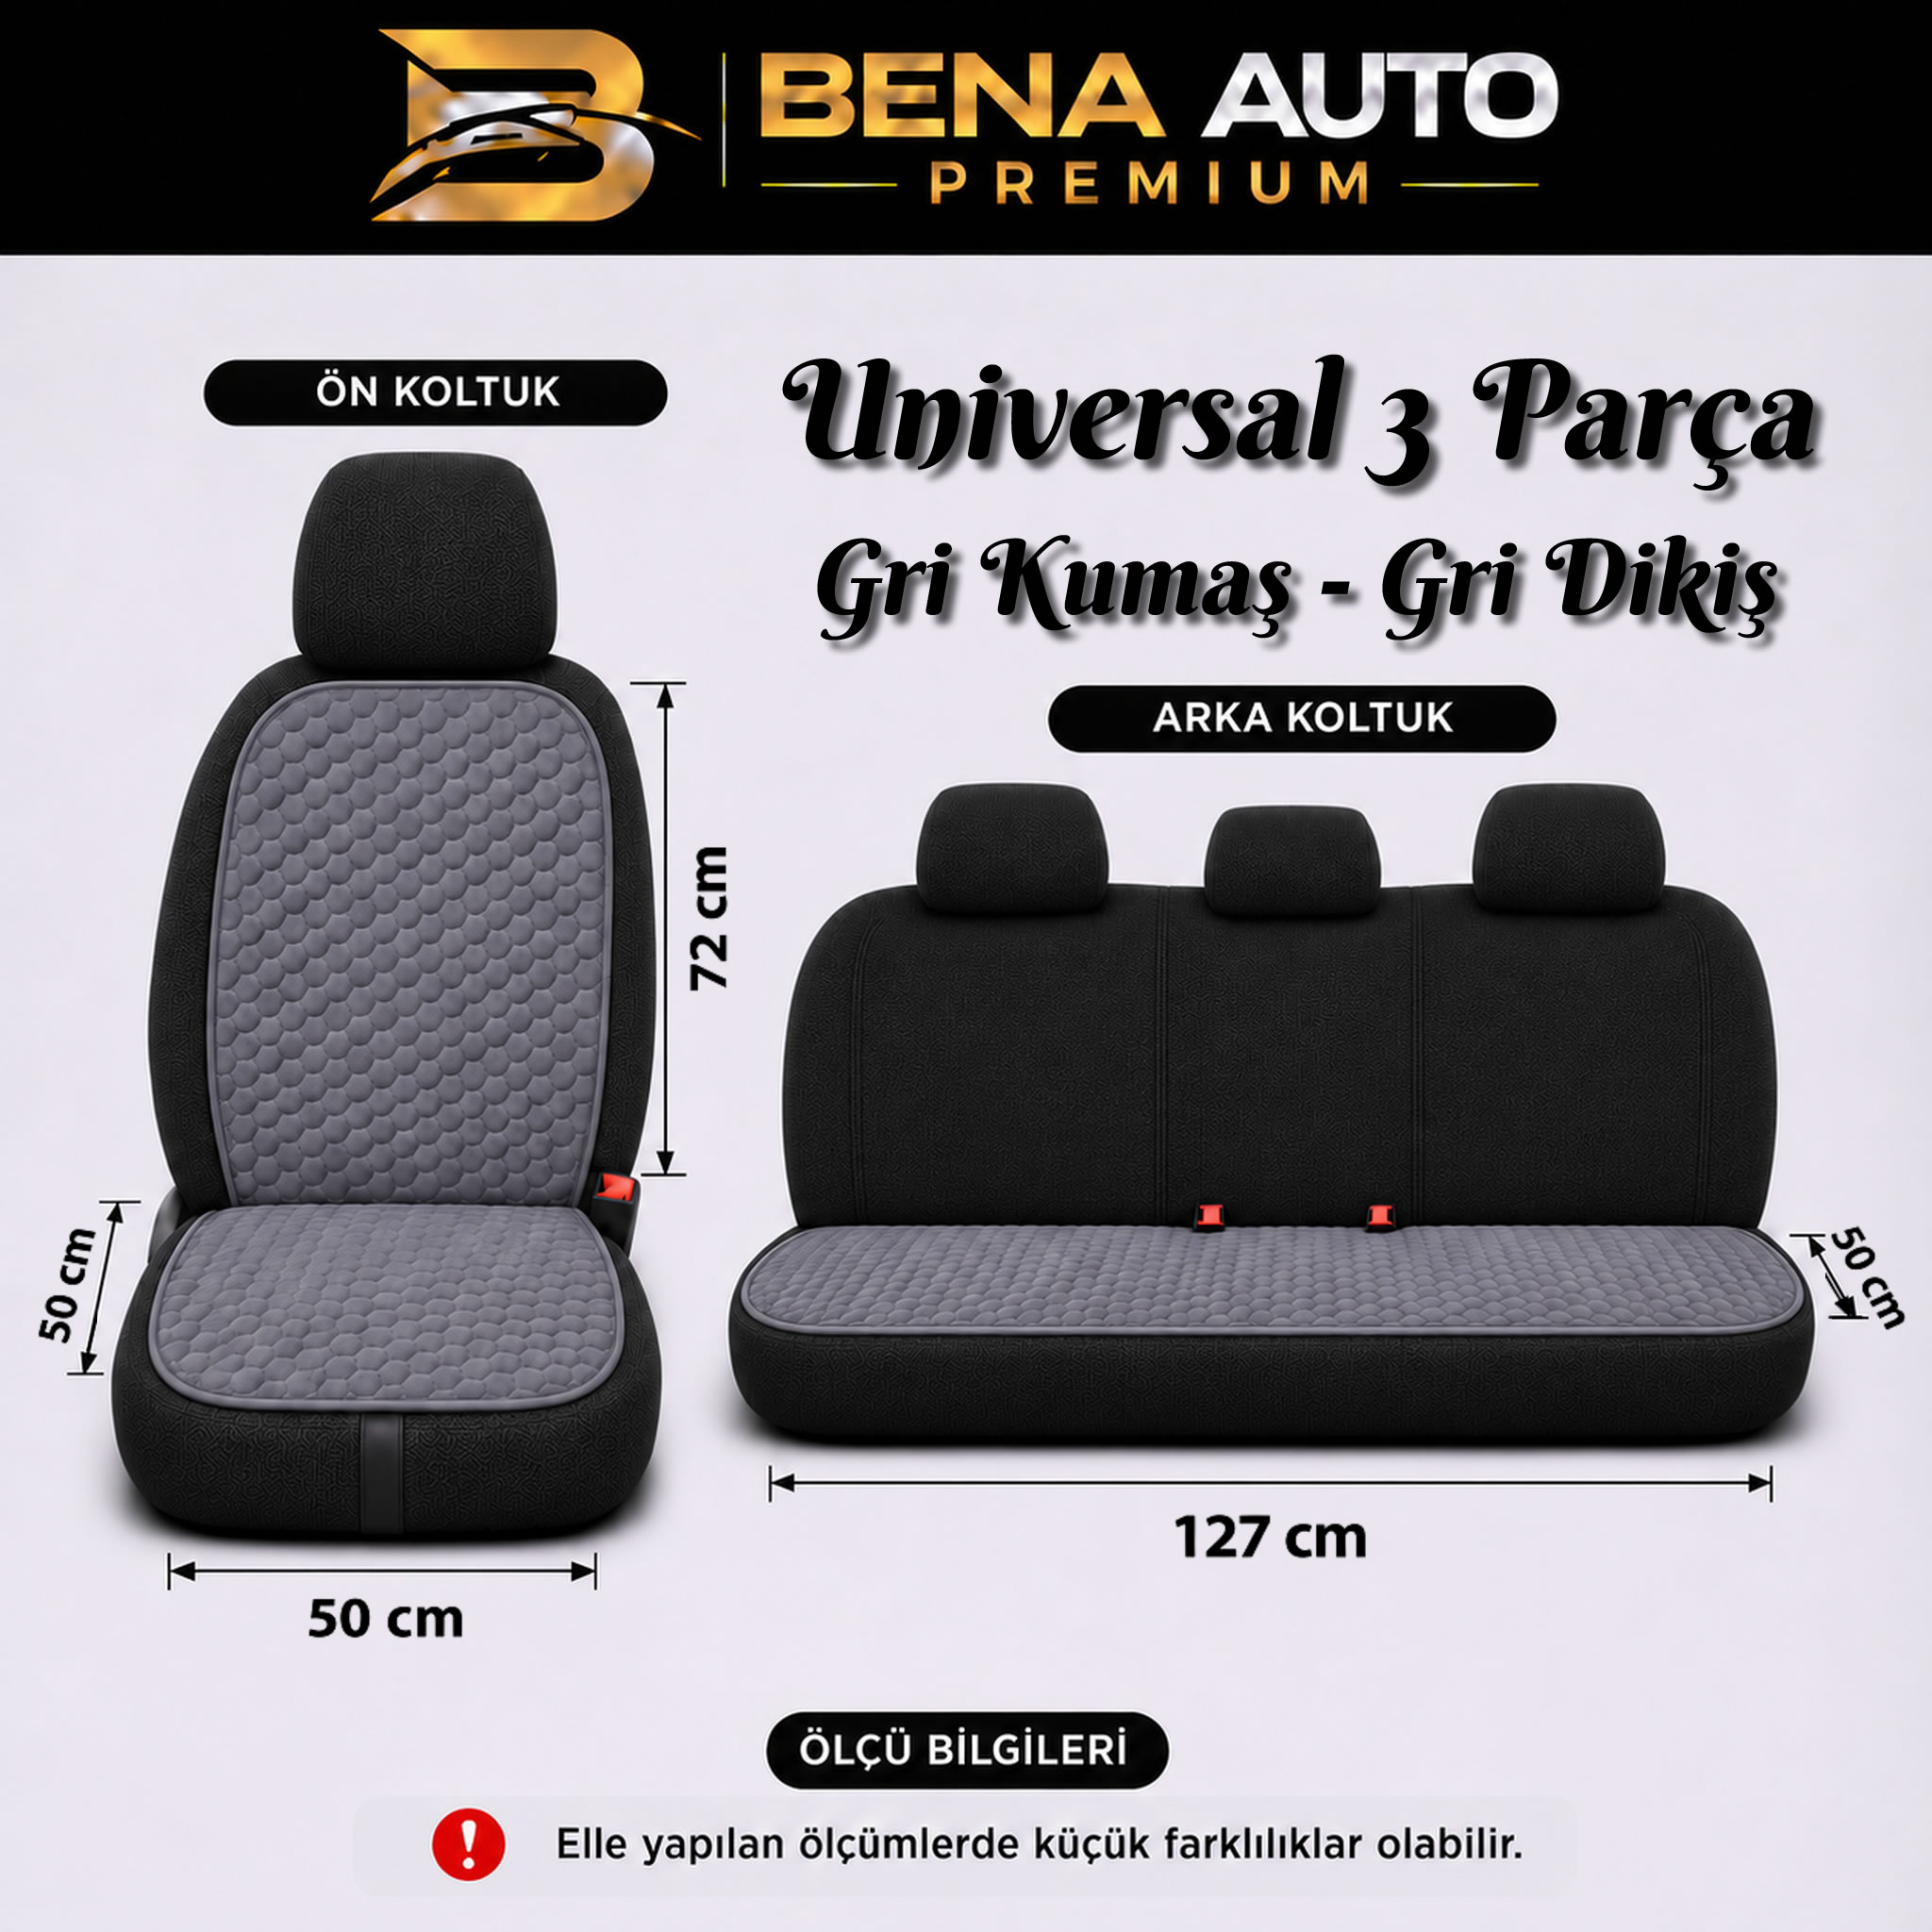 BENA AUTO
PREMIUM
ÖN KOLTUK
Universal 3 Parça
Gri Kumaş - Gri Dikiş
ARKA KOLTUK
72 cm
50 cm
50 cm
50 cm
127 cm
ÖLÇÜ BİLGİLERİ
! Elle yapılan ölçümlerde küçük farklılıklar olabilir.